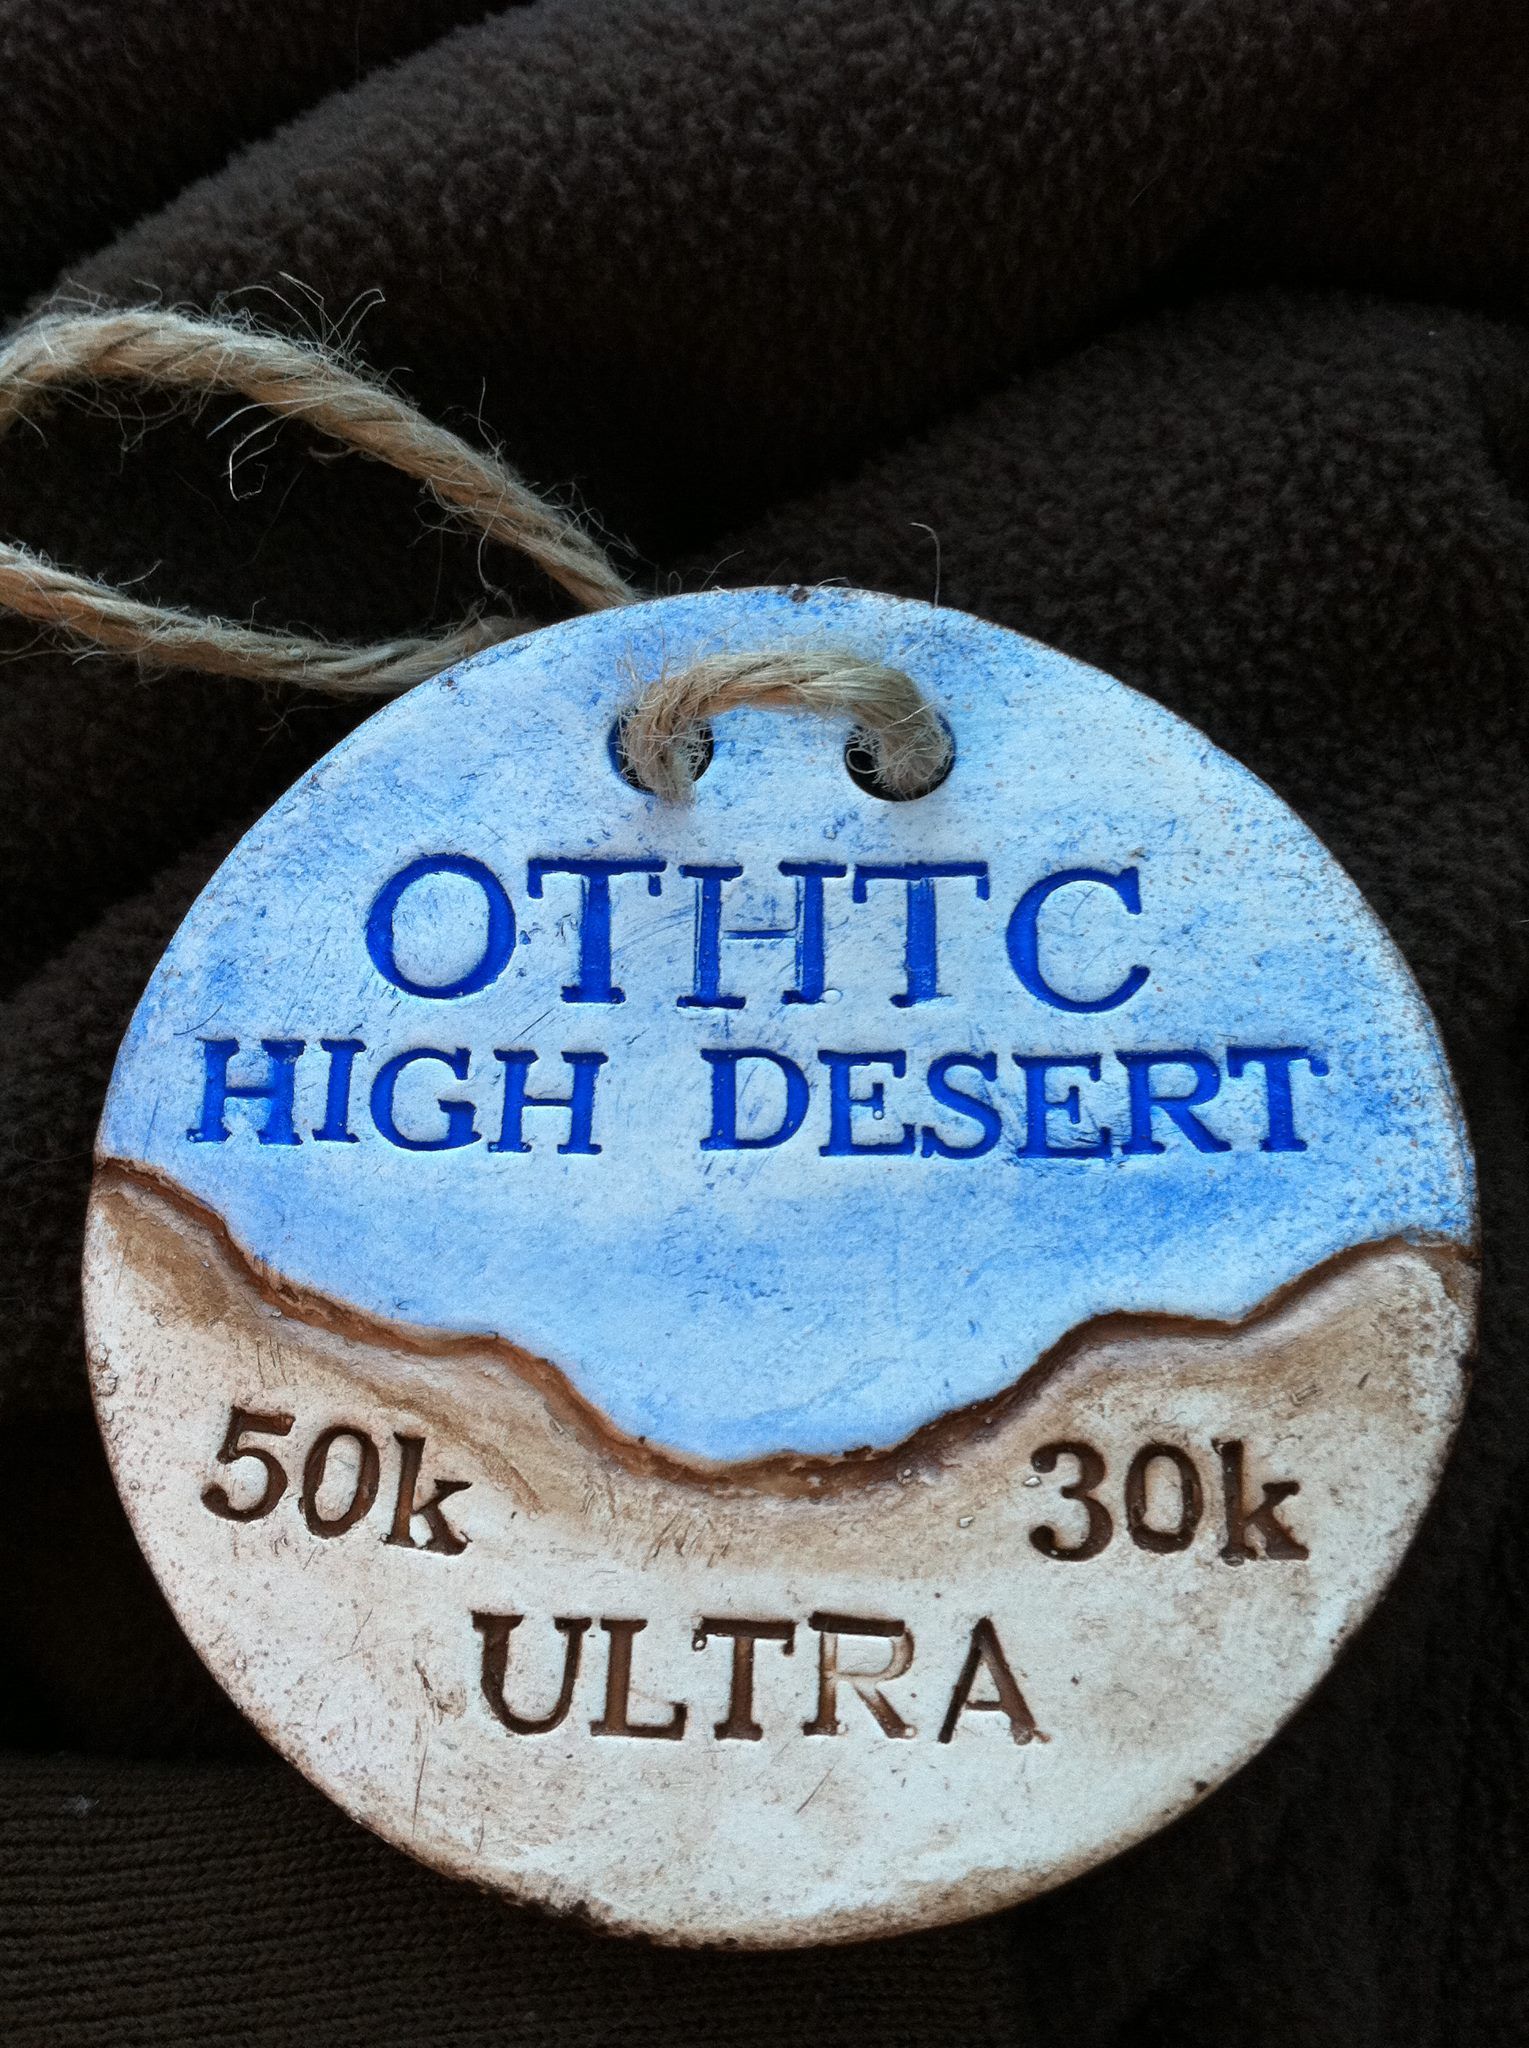 OTHTC
HIGH DESERT
50k 30k
ULTRA